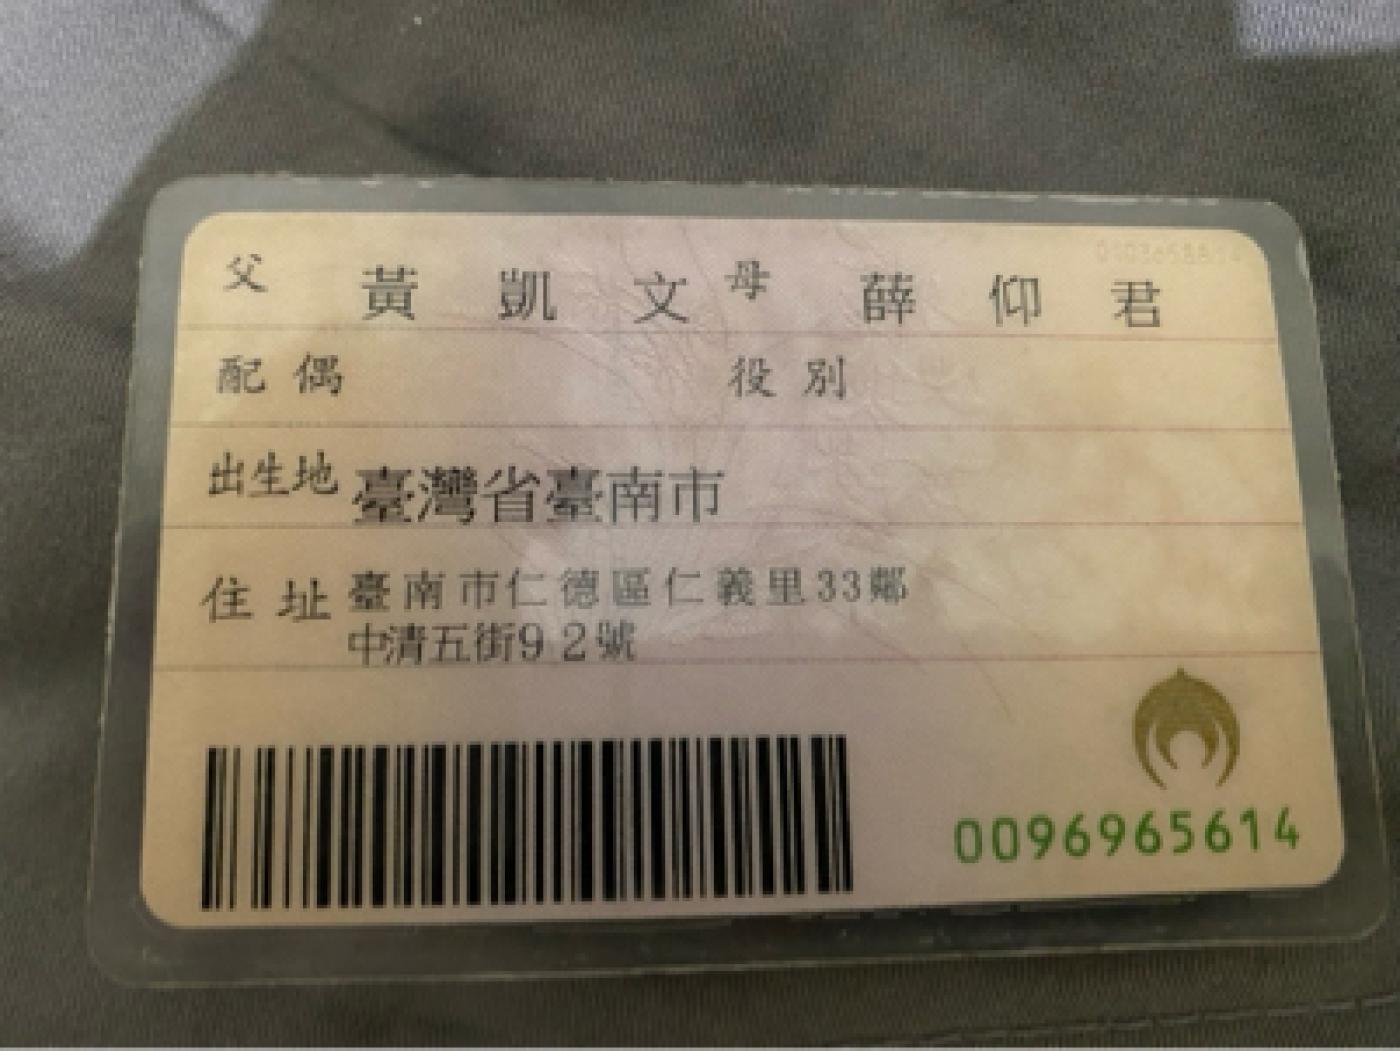 父 黃凱文 母 薛仰君
配偶 役別
出生地 臺灣省臺南市
住址 臺南市仁德區仁義里33鄰
中清五街92號
0096965614